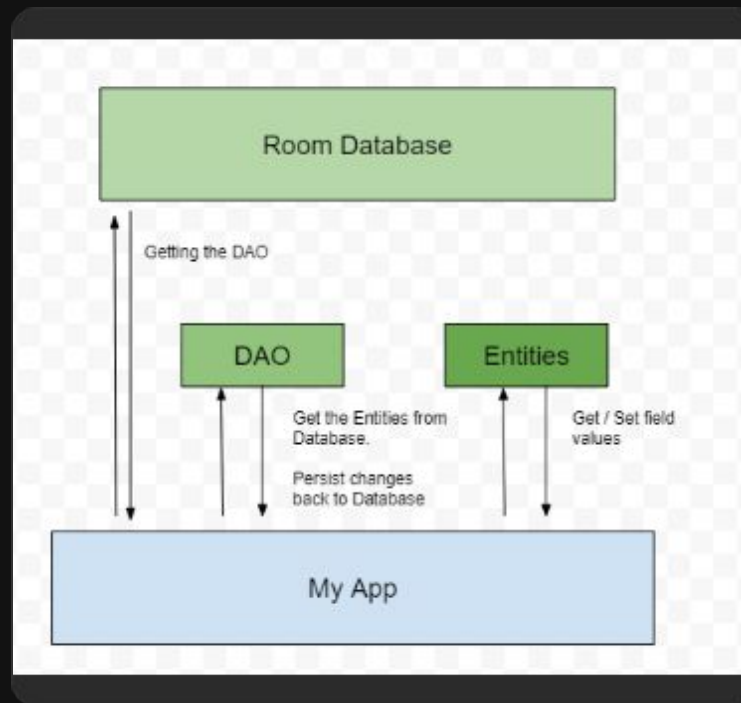 Room Database
Getting the DAO
DAO
Entities
Get the Entities from
Database.
Persist changes
back to Database
Get / Set field
values
My App